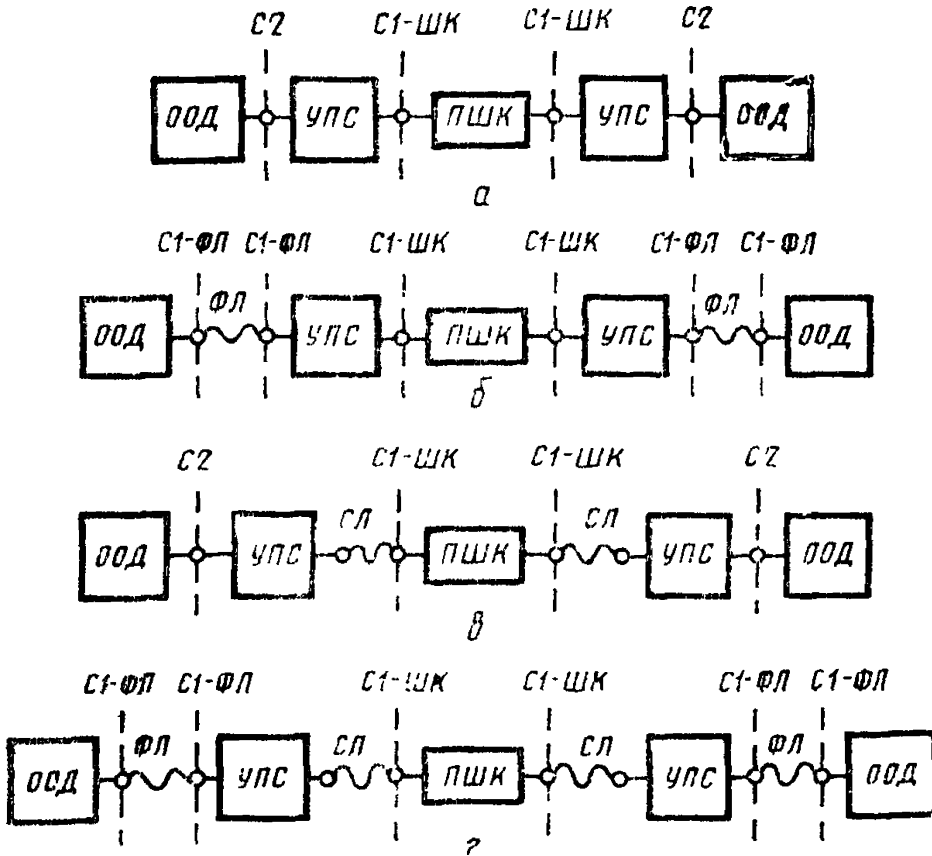 С2 С1-ШК С1-ШК С2
ООД УПС ПШК УПС ООД
а
С1-ФЛ С1-ФЛ С1-ШК С1-ШК С1-ФЛ С1-ФЛ
ФЛ ФЛ
ООД УПС ПШК УПС ООД
б
С2 С1-ШК С1-ШК С2
СЛ СЛ
ООД УПС ПШК УПС ООД
в
С1-ФЛ С1-ФЛ С1-ШК С1-ШК С1-ФЛ С1-ФЛ
ФЛ СЛ СЛ ФЛ
ООД УПС ПШК УПС ООД
г